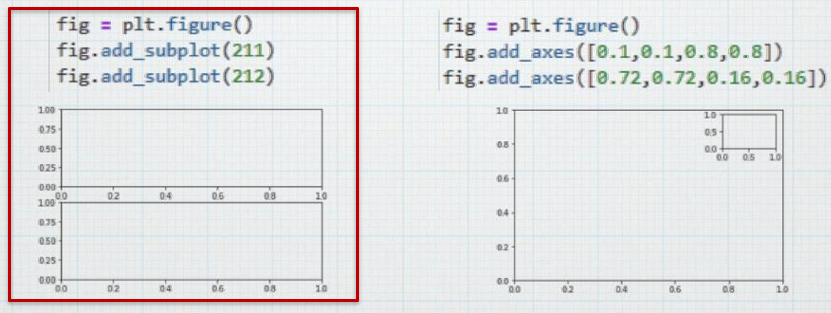 fig = plt.figure()
fig.add_subplot(211)
fig.add_subplot(212)
1.00
0.75
0.50
0.25
0.00
0.0 0.2 0.4 0.6 0.8 1.0
1.00
0.75
0.50
0.25
0.00
0.0 0.2 0.4 0.6 0.8 1.0
fig = plt.figure()
fig.add_axes([0.1,0.1,0.8,0.8])
fig.add_axes([0.72,0.72,0.16,0.16])
1.0
0.8
0.6
0.4
0.2
0.0
0.0 0.2 0.4 0.6 0.8 1.0
1.0
0.5
0.0
0.0 0.5 1.0